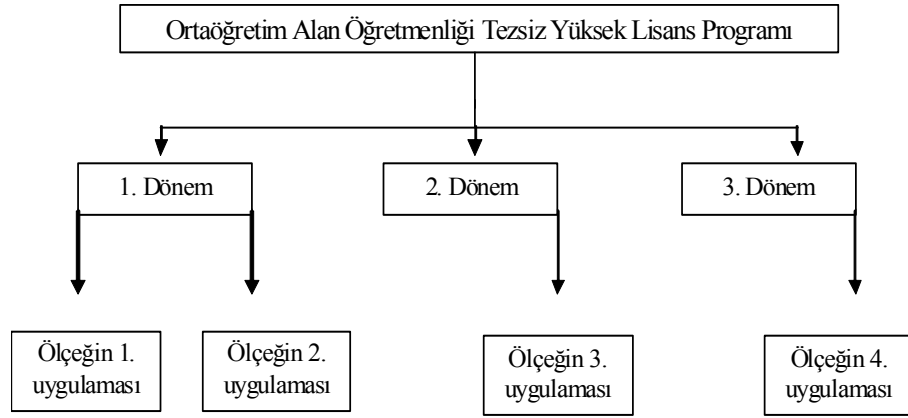 Ortaöğretim Alan Öğretmenliği Tezsiz Yüksek Lisans Programı
1. Dönem
2. Dönem
3. Dönem
Ölçeğin 1.
uygulaması
Ölçeğin 2.
uygulaması
Ölçeğin 3.
uygulaması
Ölçeğin 4.
uygulaması